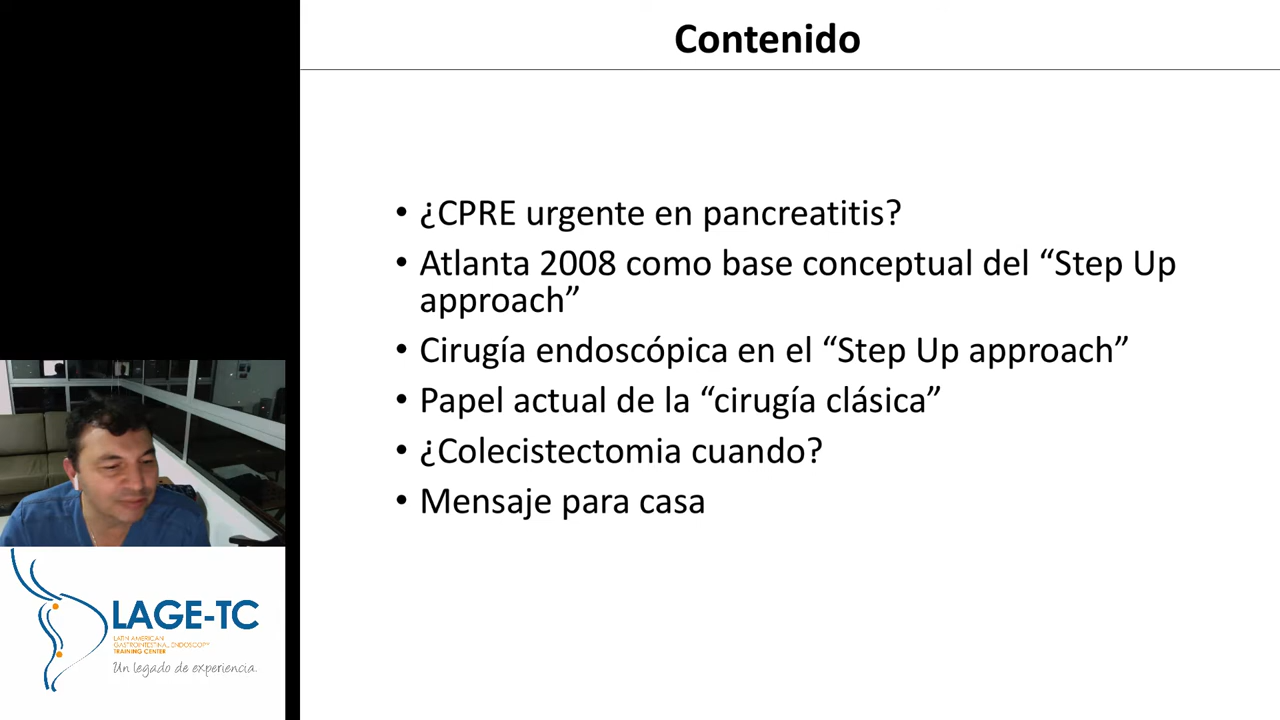 Contenido
• ¿CPRE urgente en pancreatitis?
• Atlanta 2008 como base conceptual del “Step Up
approach”
• Cirugía endoscópica en el “Step Up approach”
• Papel actual de la “cirugía clásica”
• ¿Colecistectomia cuando?
• Mensaje para casa
LAGE-TC
LATIN AMERICAN
GASTROINTESTINAL ENDOSCOPY
TRAINING CENTER
Un legado de experiencia.